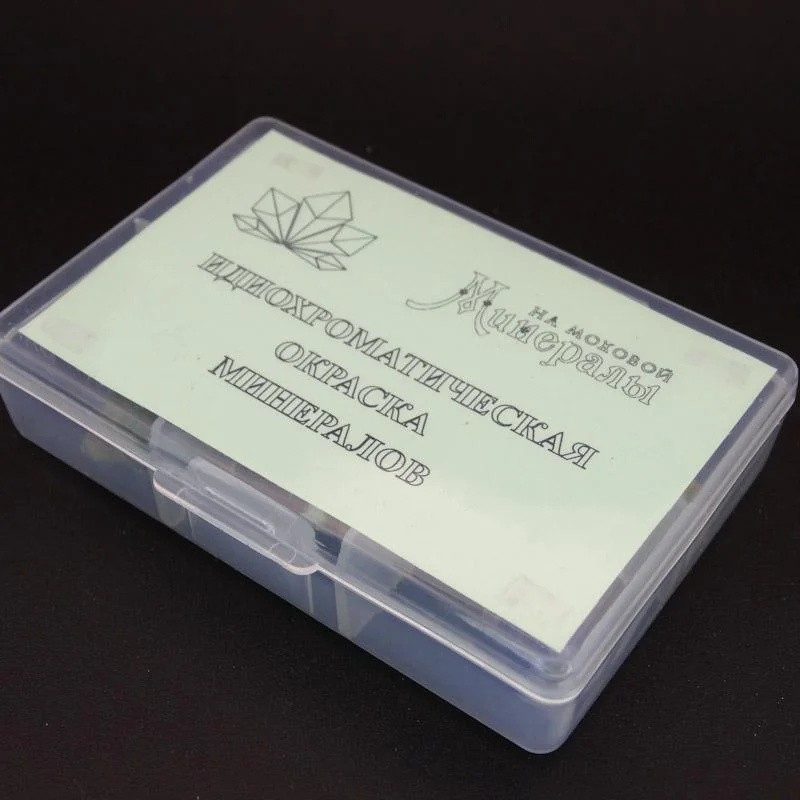 Минералы
НА МОХОВОЙ
ИДИОХРОМАТИЧЕСКАЯ
ОКРАСКА
МИНЕРАЛОВ